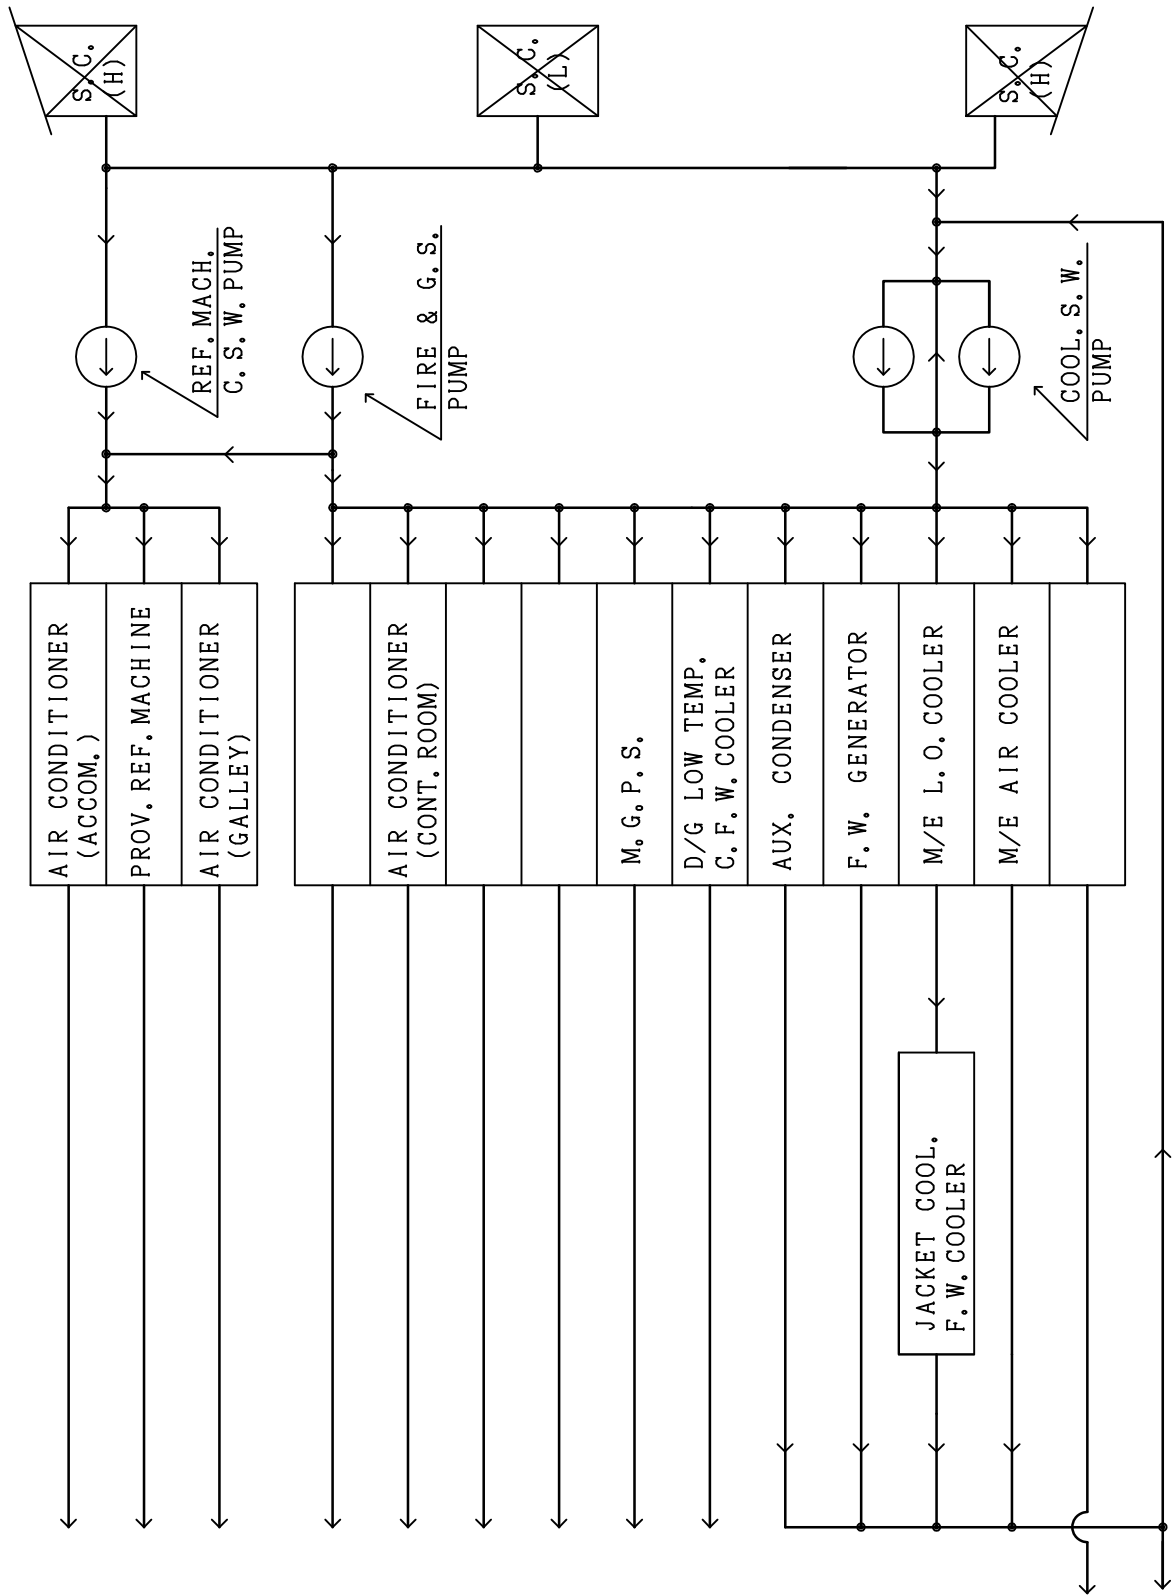 S. C.
(H)
S. C.
(L)
S. C.
(H)
REF. MACH.
C. S. W. PUMP
FIRE & G. S.
PUMP
COOL. S. W.
PUMP
AIR CONDITIONER
(ACCOM.)
PROV. REF. MACHINE
AIR CONDITIONER
(GALLEY)
AIR CONDITIONER
(CONT. ROOM)
M. G. P. S.
D/G LOW TEMP.
C. F. W. COOLER
AUX. CONDENSER
F. W. GENERATOR
M/E L. O. COOLER
M/E AIR COOLER
JACKET COOL.
F. W. COOLER